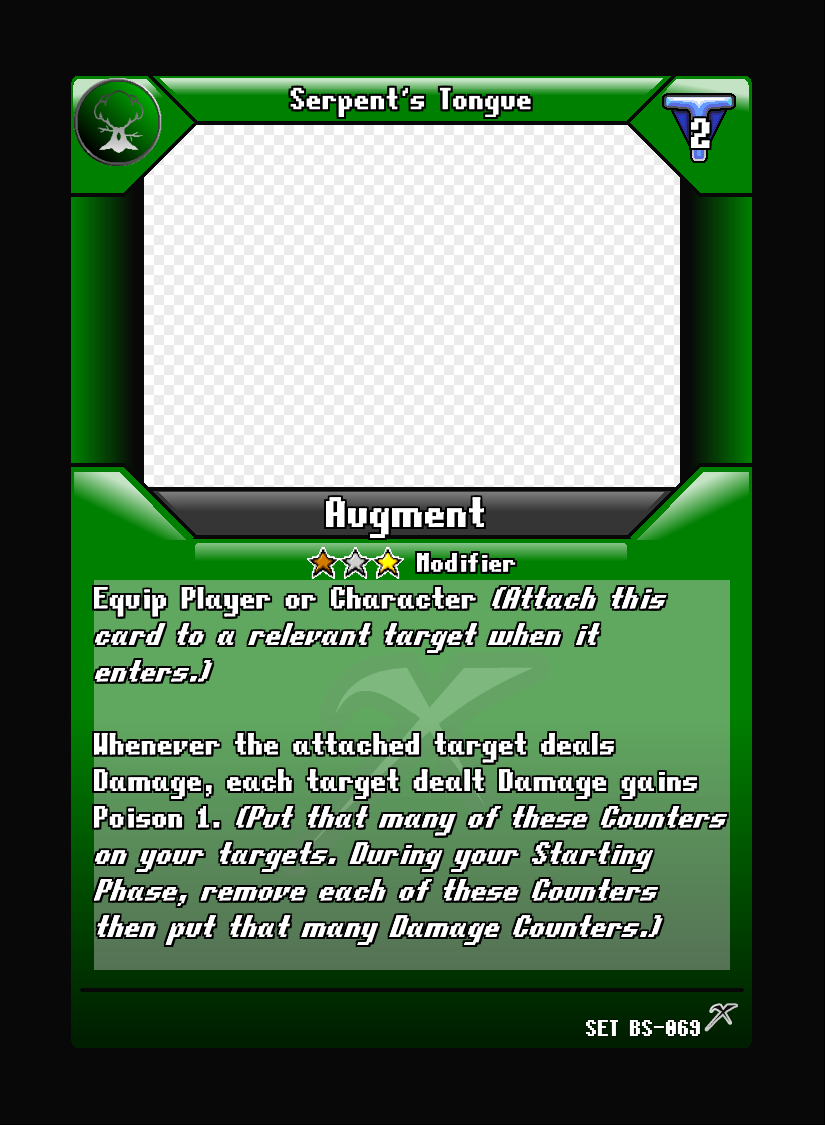 Serpent's Tongue
2
Augment
Modifier
Equip Player or Character (Attach this
card to a relevant target when it
enters.)
Whenever the attached target deals
Damage, each target dealt Damage gains
Poison 1. (Put that many of these Counters
on your targets. During your Starting
Phase, remove each of these Counters
then put that many Damage Counters.)
SET BS-069